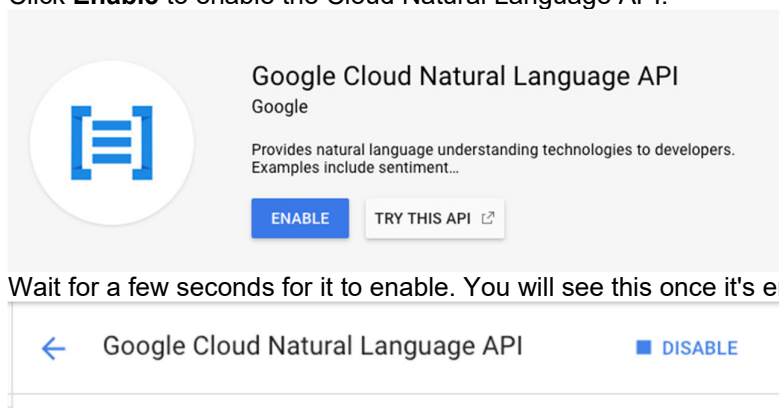 Click Enable to enable the Cloud Natural Language API.
Google Cloud Natural Language API
Google
Provides natural language understanding technologies to developers.
Examples include sentiment…
ENABLE
TRY THIS API
Wait for a few seconds for it to enable. You will see this once it's
Google Cloud Natural Language API
DISABLE